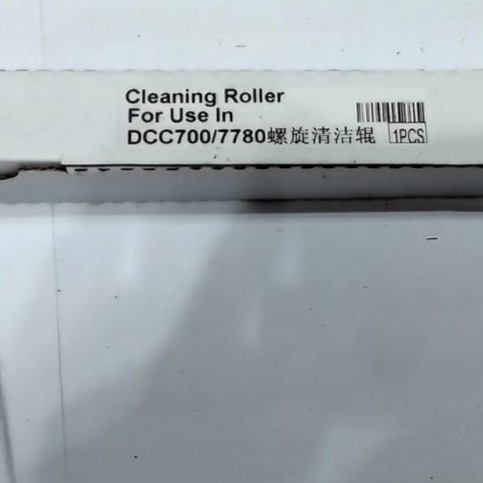 Cleaning Roller
For Use In
DCC700/7780螺旋清洁辊 1PCS